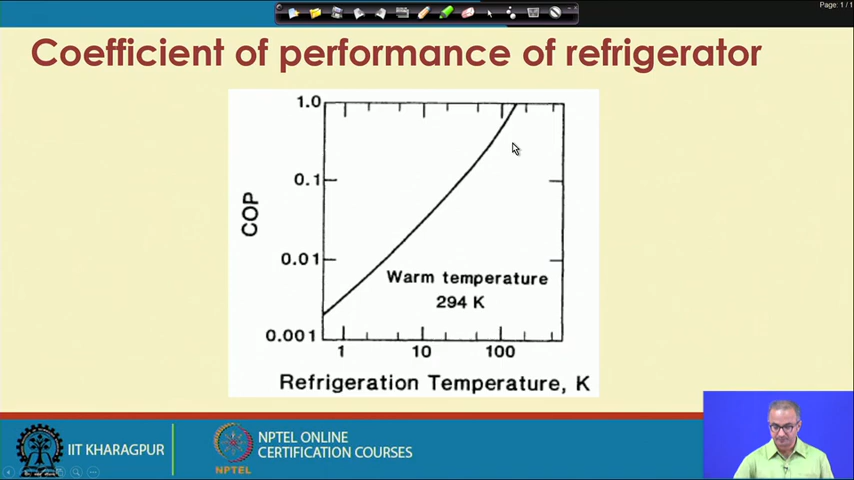 Page: 1 / 1
Coefficient of performance of refrigerator
1.0
0.1
0.01
0.001
COP
Warm temperature
294 K
1 10 100
Refrigeration Temperature, K
IIT KHARAGPUR
NPTEL
NPTEL ONLINE
CERTIFICATION COURSES